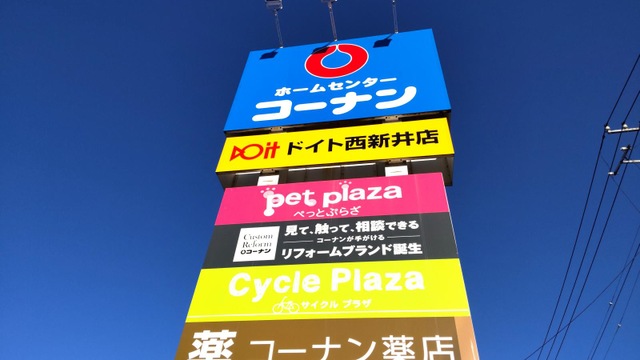 ホームセンター
コーナン
Doit ドイト西新井店
pet plaza
ぺっとぷらざ
Custom
Reform
コーナン
見て、触って、相談できる
コーナンが手がける
リフォームブランド誕生
Cycle Plaza
サイクル プラザ
薬 コーナン薬店